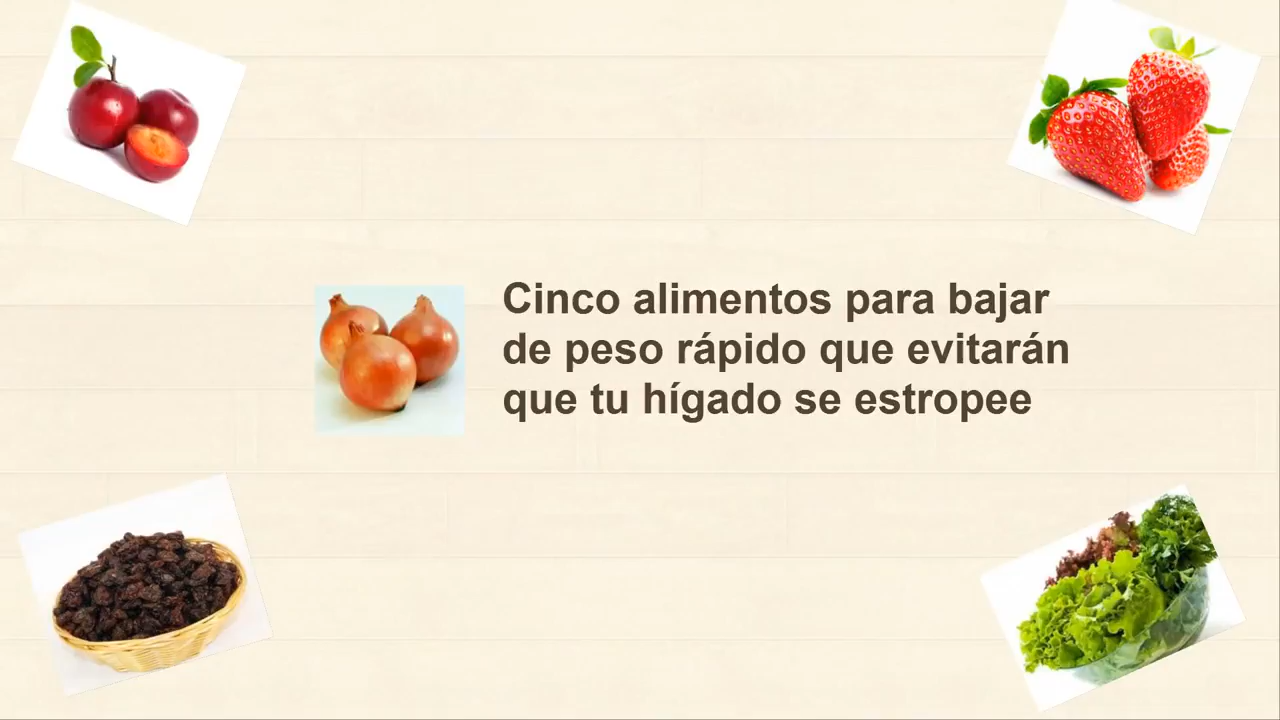 Cinco alimentos para bajar
de peso rápido que evitarán
que tu hígado se estropee